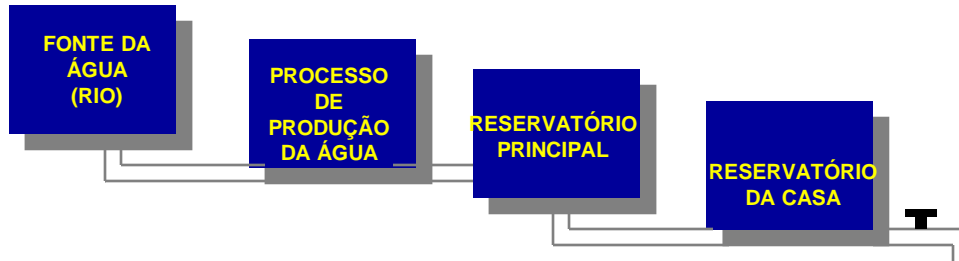 FONTE DA
ÁGUA
(RIO)
PROCESSO
DE
PRODUÇÃO
DA ÁGUA
RESERVATÓRIO
PRINCIPAL
RESERVATÓRIO
DA CASA